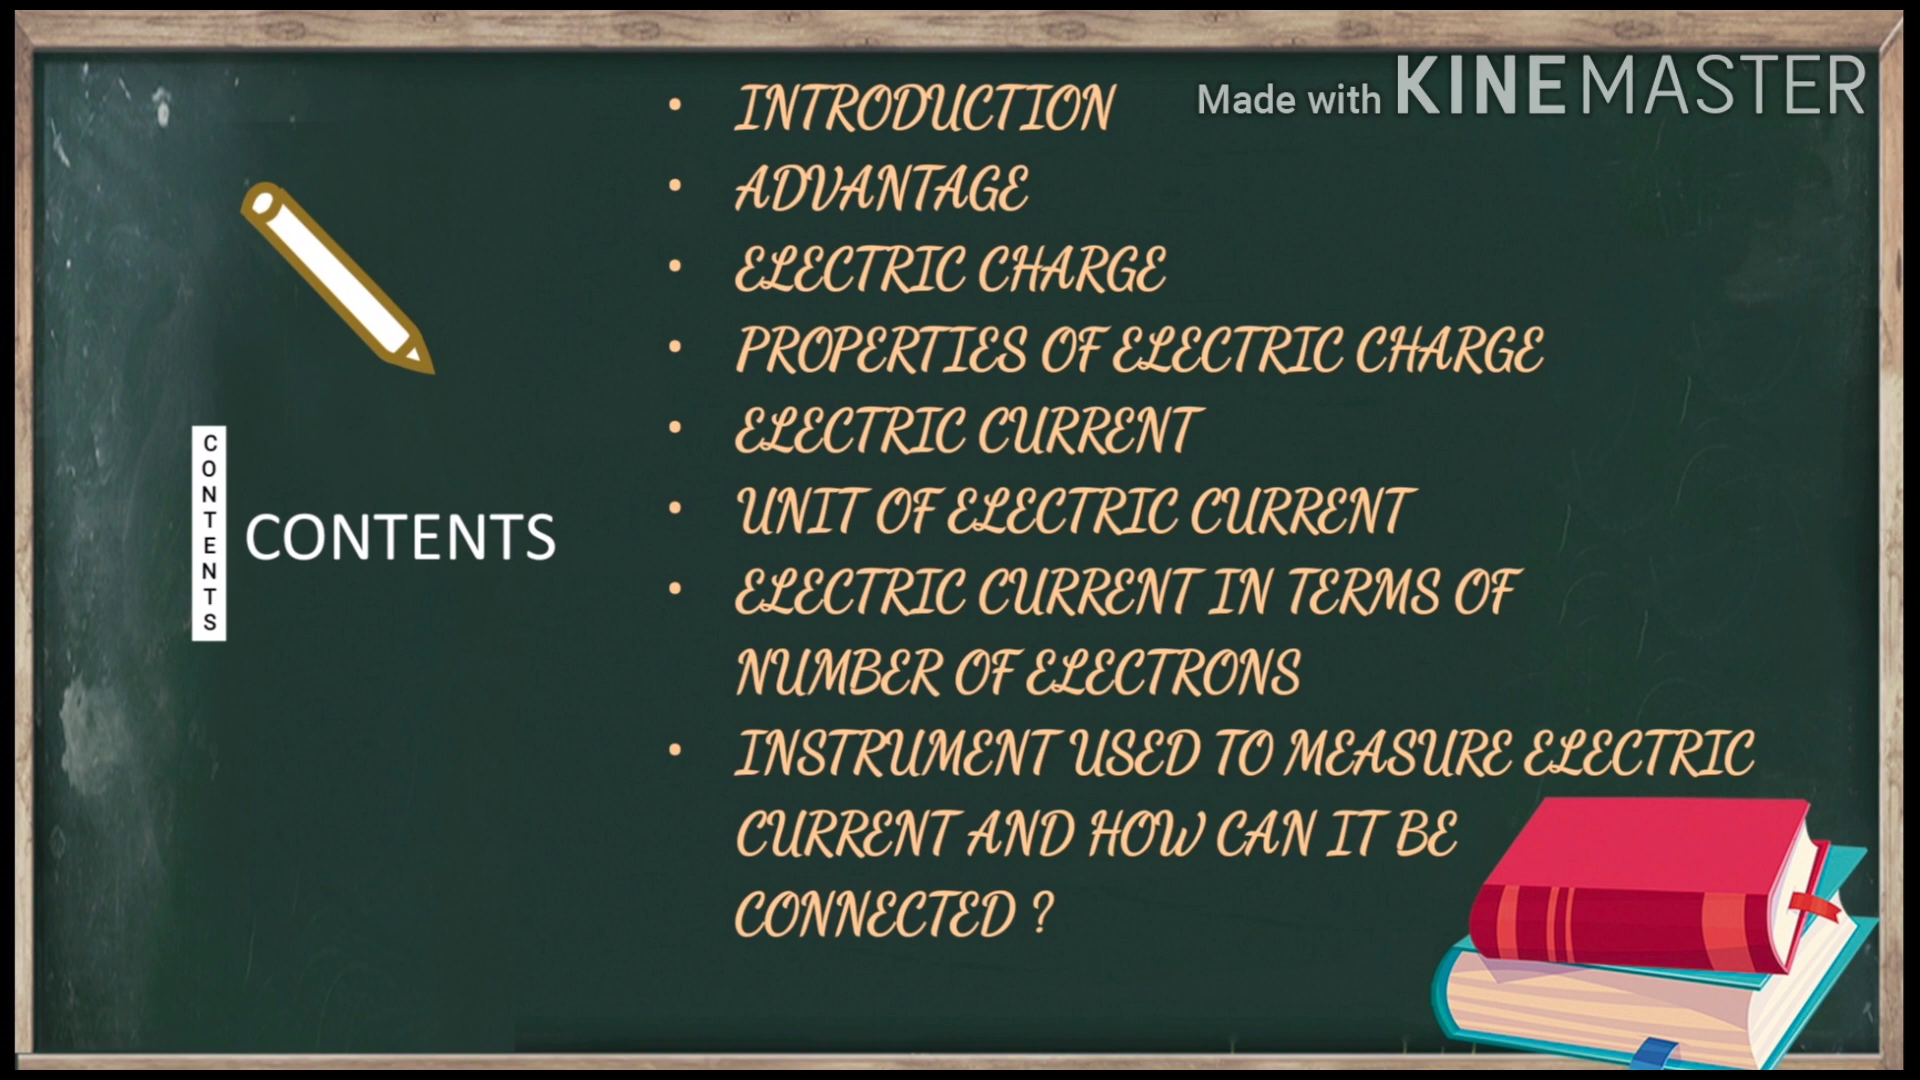 Made with KINEMASTER
• INTRODUCTION
• ADVANTAGE
• ELECTRIC CHARGE
• PROPERTIES OF ELECTRIC CHARGE
• ELECTRIC CURRENT
• UNIT OF ELECTRIC CURRENT
• ELECTRIC CURRENT IN TERMS OF
NUMBER OF ELECTRONS
• INSTRUMENT USED TO MEASURE ELECTRIC
CURRENT AND HOW CAN IT BE
CONNECTED ?
CONTENTS
CONTENTS